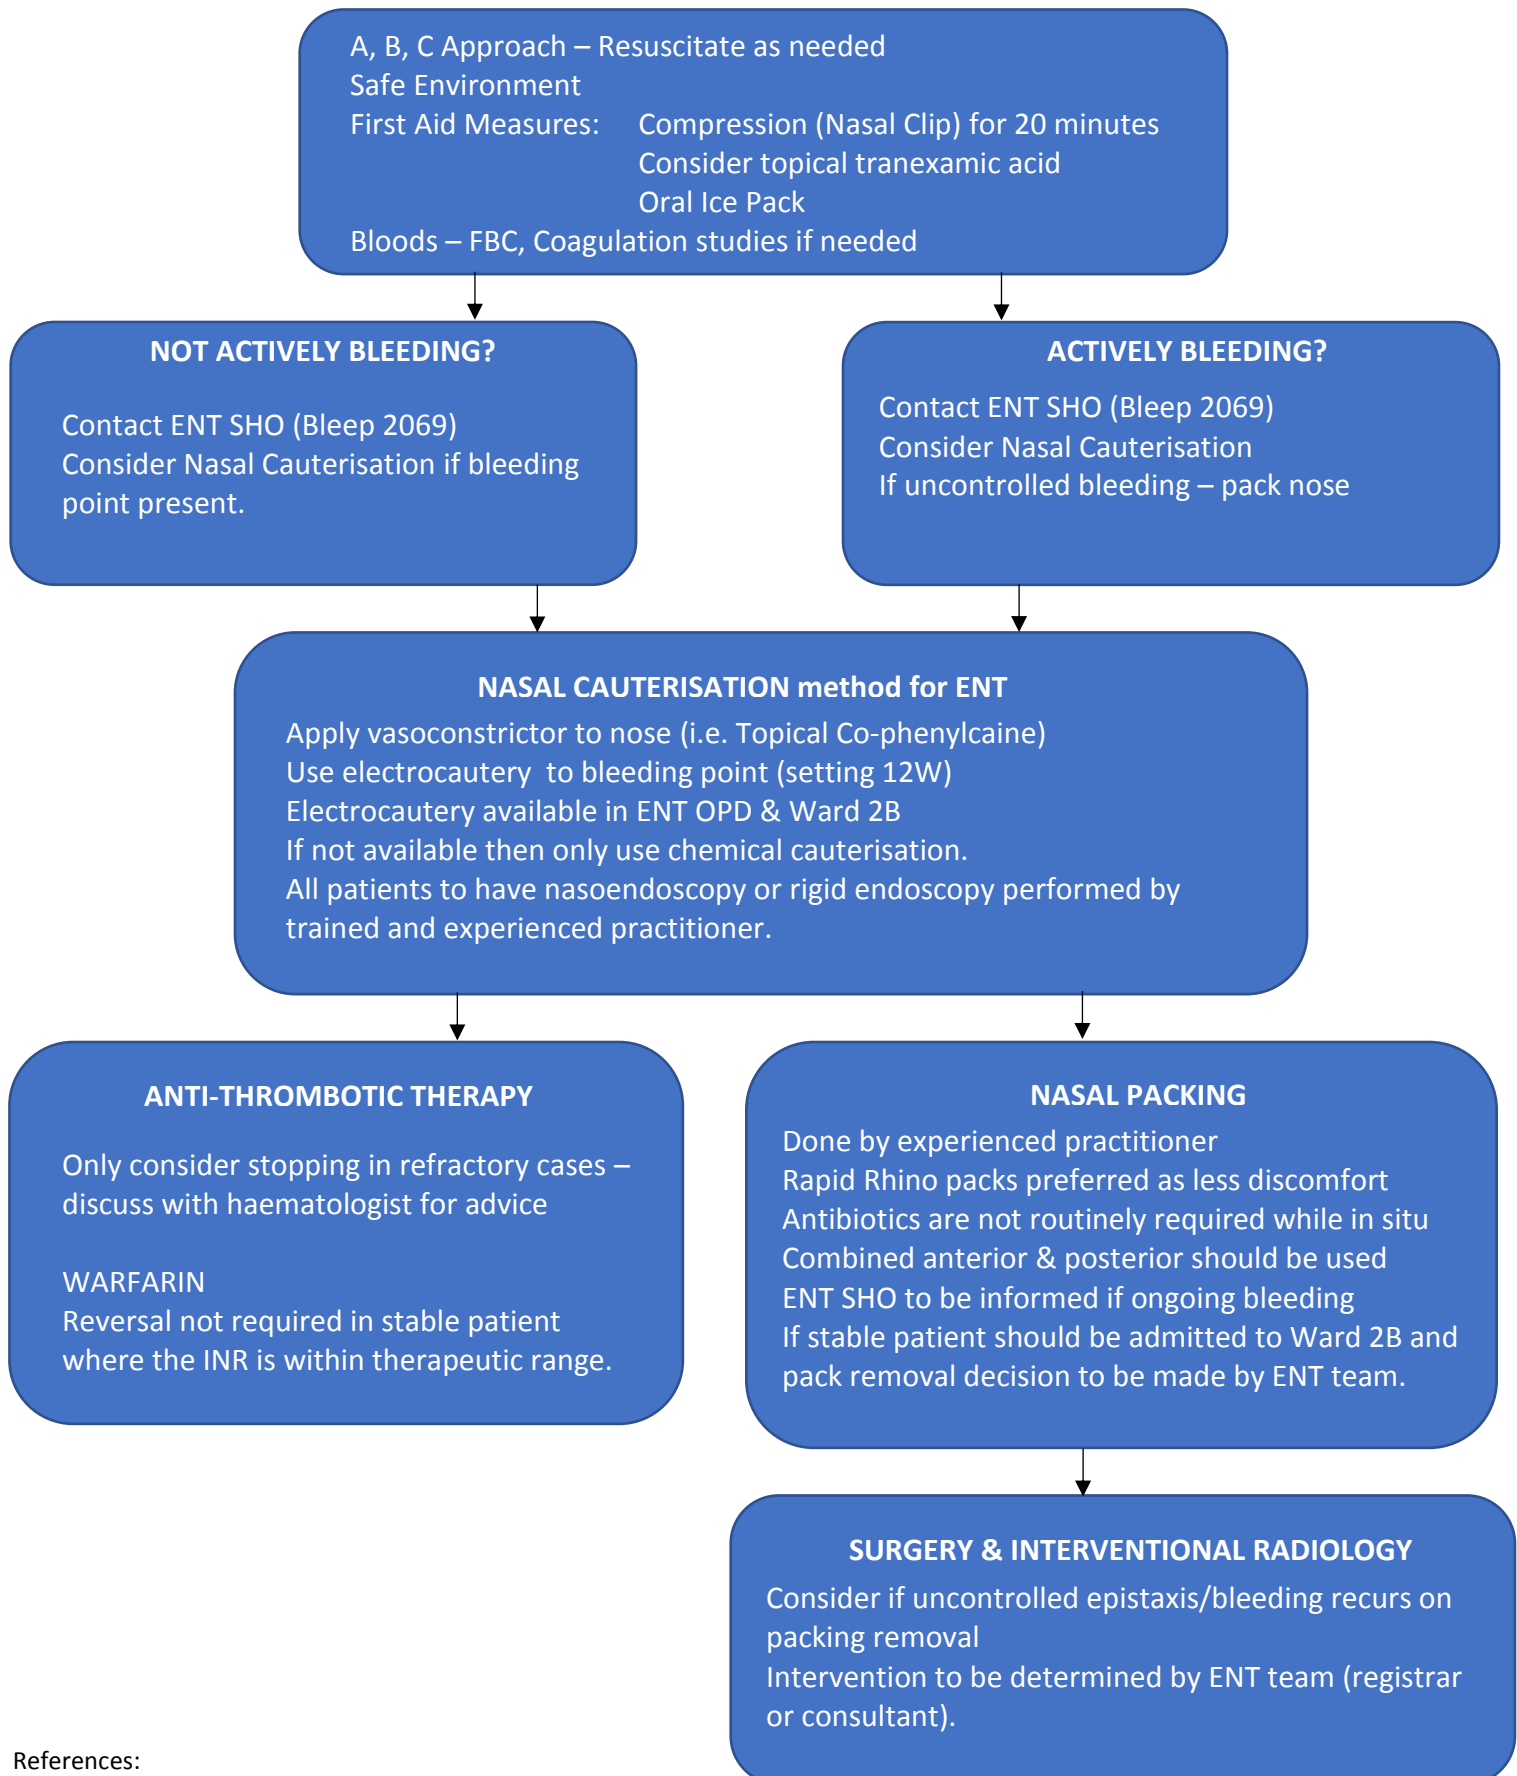 A, B, C Approach – Resuscitate as needed
Safe Environment
First Aid Measures: Compression (Nasal Clip) for 20 minutes
Consider topical tranexamic acid
Oral Ice Pack
Bloods – FBC, Coagulation studies if needed
NOT ACTIVELY BLEEDING?
Contact ENT SHO (Bleep 2069)
Consider Nasal Cauterisation if bleeding
point present.
ACTIVELY BLEEDING?
Contact ENT SHO (Bleep 2069)
Consider Nasal Cauterisation
If uncontrolled bleeding – pack nose
NASAL CAUTERISATION method for ENT
Apply vasoconstrictor to nose (i.e. Topical Co-phenylcaine)
Use electrocautery  to bleeding point (setting 12W)
Electrocautery available in ENT OPD & Ward 2B
If not available then only use chemical cauterisation.
All patients to have nasoendoscopy or rigid endoscopy performed by
trained and experienced practitioner.
ANTI-THROMBOTIC THERAPY
Only consider stopping in refractory cases –
discuss with haematologist for advice
WARFARIN
Reversal not required in stable patient
where the INR is within therapeutic range.
NASAL PACKING
Done by experienced practitioner
Rapid Rhino packs preferred as less discomfort
Antibiotics are not routinely required while in situ
Combined anterior & posterior should be used
ENT SHO to be informed if ongoing bleeding
If stable patient should be admitted to Ward 2B and
pack removal decision to be made by ENT team.
SURGERY & INTERVENTIONAL RADIOLOGY
Consider if uncontrolled epistaxis/bleeding recurs on
packing removal
Intervention to be determined by ENT team (registrar
or consultant).
References: